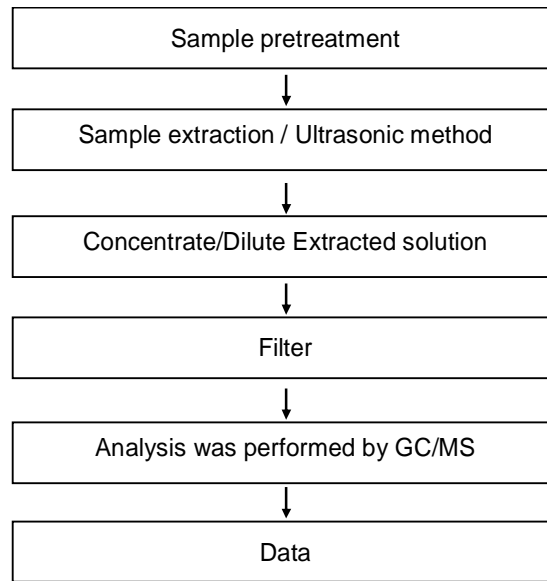 Sample pretreatment
Sample extraction / Ultrasonic method
Concentrate/Dilute Extracted solution
Filter
Analysis was performed by GC/MS
Data